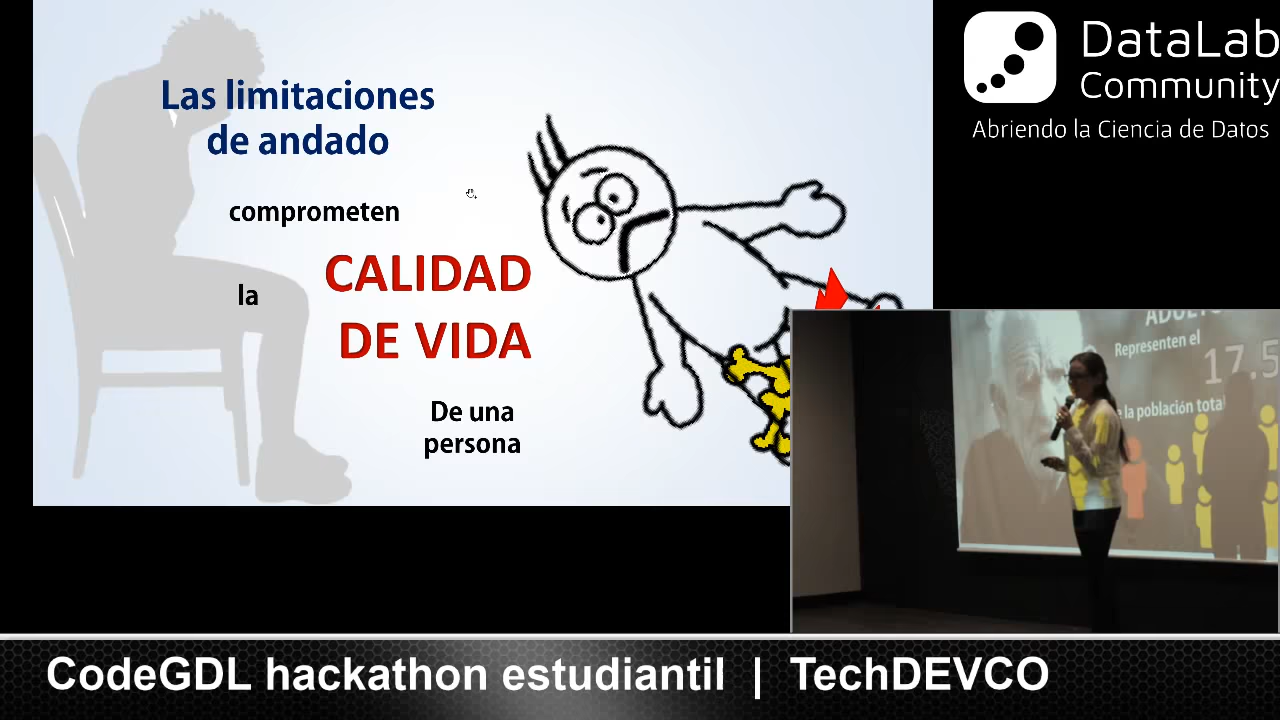 Las limitaciones
de andado
comprometen
la
CALIDAD
DE VIDA
De una
persona
DataLab
Community
Abriendo la Ciencia de Datos
Representen el
17.5
la población total
CodeGDL hackathon estudiantil | TechDEVCO